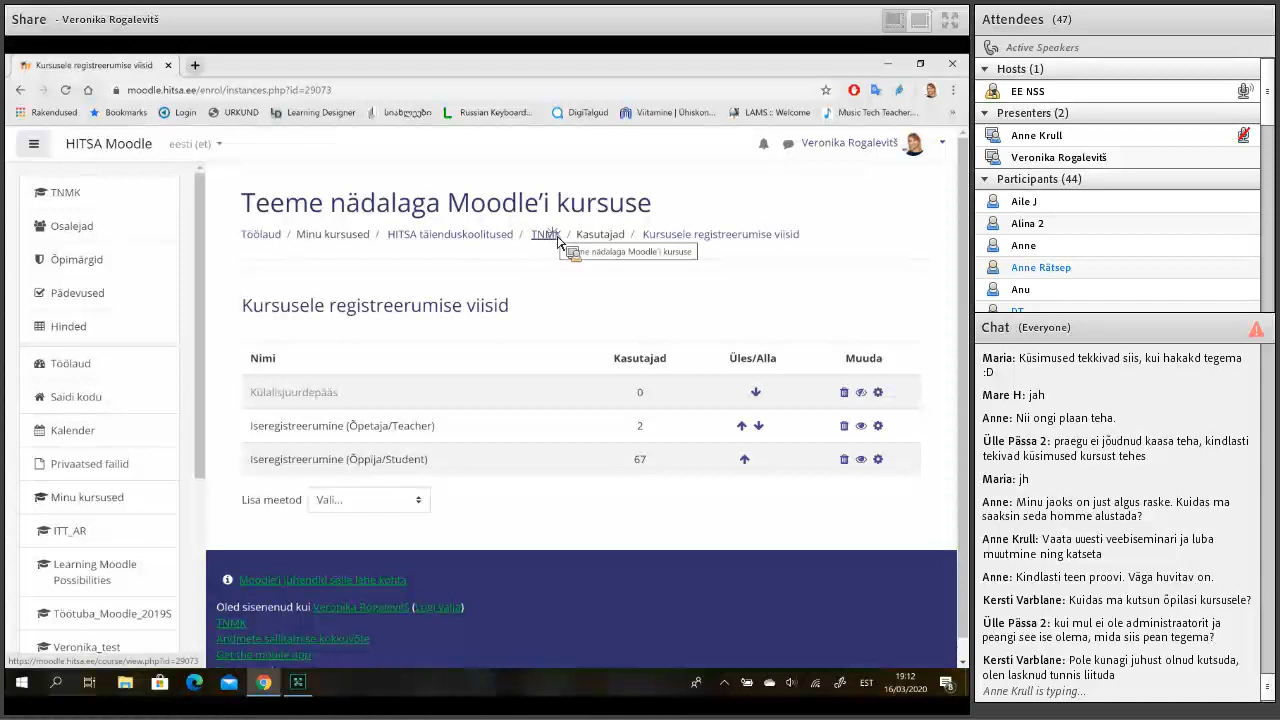 Share - Veronika Rogalevitš
Kursusele registreerumise viisid
moodle.hitsa.ee/enrol/instances.php?id=29073
Rakendused Bookmarks Login URKUND Learning Designer სიახლეები Russian Keyboard... DigiTalgud Viitamine | Ühiskon... LAMS :: Welcome Music Tech Teacher,...
HITSA Moodle eesti (et) Veronika Rogalevitš
TNMK
Osalejad
Õpimärgid
Pädevused
Hinded
Töölaud
Saidi kodu
Kalender
Privaatsed failid
Minu kursused
ITT_AR
Learning Moodle
Possibilities
Töötuba_Moodle_2019S
Veronika_test
https://moodle.hitsa.ee/course/view.php?id=29073
Teeme nädalaga Moodle'i kursuse
Töölaud / Minu kursused / HITSA täienduskoolitused / TNMK / Kasutajad / Kursusele registreerumise viisid
nädalaga Moodle'i kursuse
Kursusele registreerumise viisid
Nimi Kasutajad Üles/Alla Muuda
Külalisjuurdepääs 0
Iseregistreerumine (Õpetaja/Teacher) 2
Iseregistreerumine (Õppija/Student) 67
Lisa meetod Vali...
Moodle'i juhendid selle lehe kohta
Oled sisenenud kui Veronika Rogalevitš (Logi välja)
TNMK
Andmete säilitamise kokkuvõte
Get the mobile app
EST
19:12
16/03/2020
8
Attendees (47)
Active Speakers
Hosts (1)
EE NSS
Presenters (2)
Anne Krull
Veronika Rogalevitš
Participants (44)
Aile J
Alina 2
Anne
Anne Rätsep
Anu
Chat (Everyone)
Maria: Küsimused tekkivad siis, kui hakakd tegema
:D
Mare H: jah
Anne: Nii ongi plaan teha.
Ülle Pässa 2: praegu ei jõudnud kaasa teha, kindlasti
tekivad küsimused kursust tehes
Maria: jh
Anne: Minu jaoks on just algus raske. Kuidas ma
saaksin seda homme alustada?
Anne Krull: Vaata uuesti veebiseminari ja luba
muutmine ning katseta
Anne: Kindlasti teen proovi. Väga huvitav on.
Kersti Varblane: Kuidas ma kutsun õpilasi kursusele?
Ülle Pässa 2: kui mul ei ole administraatorit ja
peangi see ise olema, mida siis pean tegema?
Kersti Varblane: Pole kunagi juhust olnud kutsuda,
olen lasknud tunnis liituda
Anne Krull is typing...